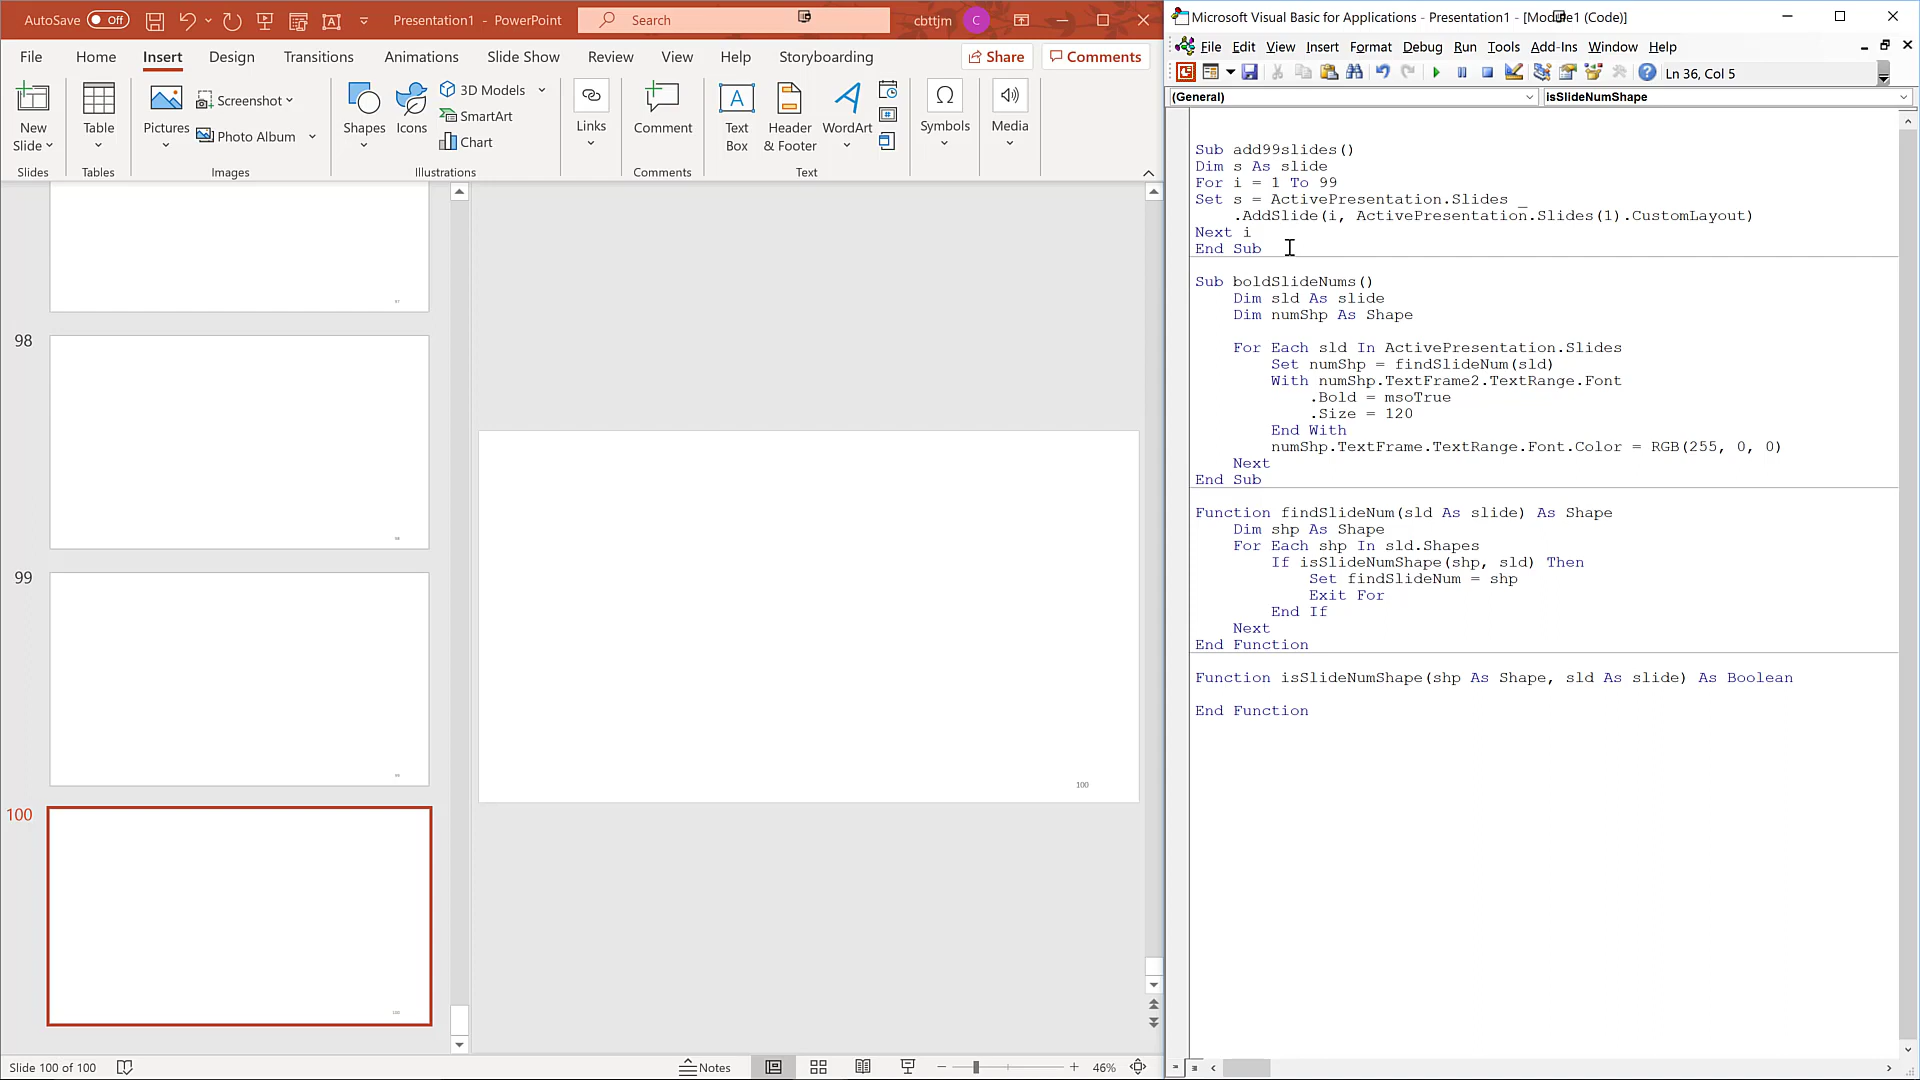 AutoSave Off Presentation1 - PowerPoint Search cbttjm C
File Home Insert Design Transitions Animations Slide Show Review View Help Storyboarding Share Comments
New Slide
Slides
Table
Tables
Pictures
Screenshot
Photo Album
Images
Shapes
Icons
3D Models
SmartArt
Chart
Illustrations
Links
Comment
Comments
Text Box
Header & Footer
WordArt
Text
Symbols
Media
98
99
100
100
Slide 100 of 100 Notes 46%
Microsoft Visual Basic for Applications - Presentation1 - [Module1 (Code)]
File Edit View Insert Format Debug Run Tools Add-Ins Window Help
Ln 36, Col 5
(General) isSlideNumShape
Sub add99slides()
Dim s As slide
For i = 1 To 99
Set s = ActivePresentation.Slides _
.AddSlide(i, ActivePresentation.Slides(1).CustomLayout)
Next i
End Sub
Sub boldSlideNums()
Dim sld As slide
Dim numShp As Shape
For Each sld In ActivePresentation.Slides
Set numShp = findSlideNum(sld)
With numShp.TextFrame2.TextRange.Font
.Bold = msoTrue
.Size = 120
End With
numShp.TextFrame.TextRange.Font.Color = RGB(255, 0, 0)
Next
End Sub
Function findSlideNum(sld As slide) As Shape
Dim shp As Shape
For Each shp In sld.Shapes
If isSlideNumShape(shp, sld) Then
Set findSlideNum = shp
Exit For
End If
Next
End Function
Function isSlideNumShape(shp As Shape, sld As slide) As Boolean
End Function